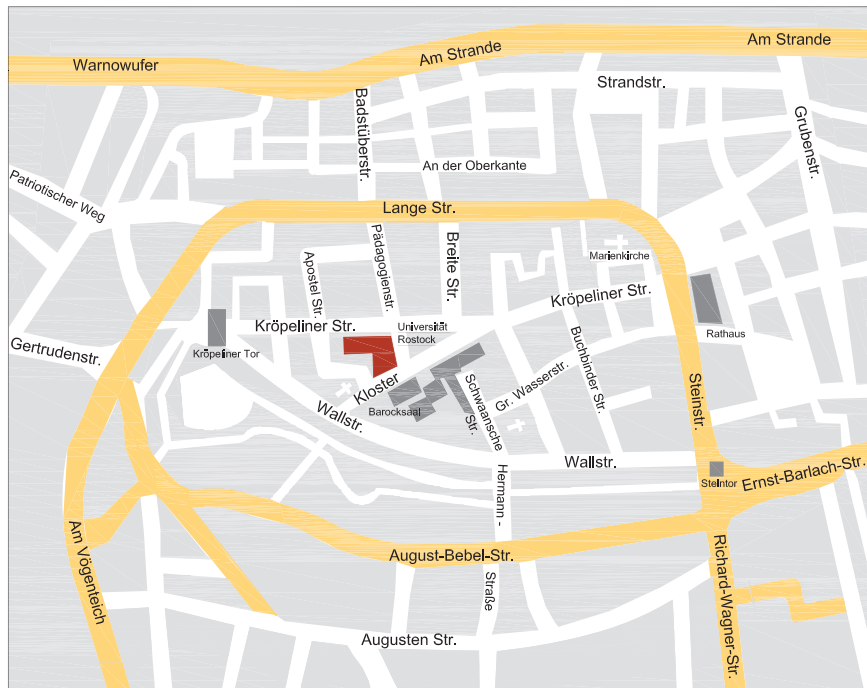 Am Strande
Am Strande
Warnowufer
Strandstr.
Badstüberstr.
Grubenstr.
An der Oberkante
Patriotischer Weg
Lange Str.
Pädagogienstr.
Breite Str.
Marienkirche
Apostel Str.
Kröpeliner Str.
Kröpeliner Str.
Universität
Rostock
Rathaus
Gertrudenstr.
Kröpeliner Tor
Buchbinder Str.
Kloster
Schwaansche
Str.
Gr. Wasserstr.
Steinstr.
Barocksaal
Wallstr.
Wallstr.
Hermann -
Straße
Steintor
Ernst-Barlach-Str.
Am Vögenteich
August-Bebel-Str.
Richard-Wagner-Str.
Augusten Str.